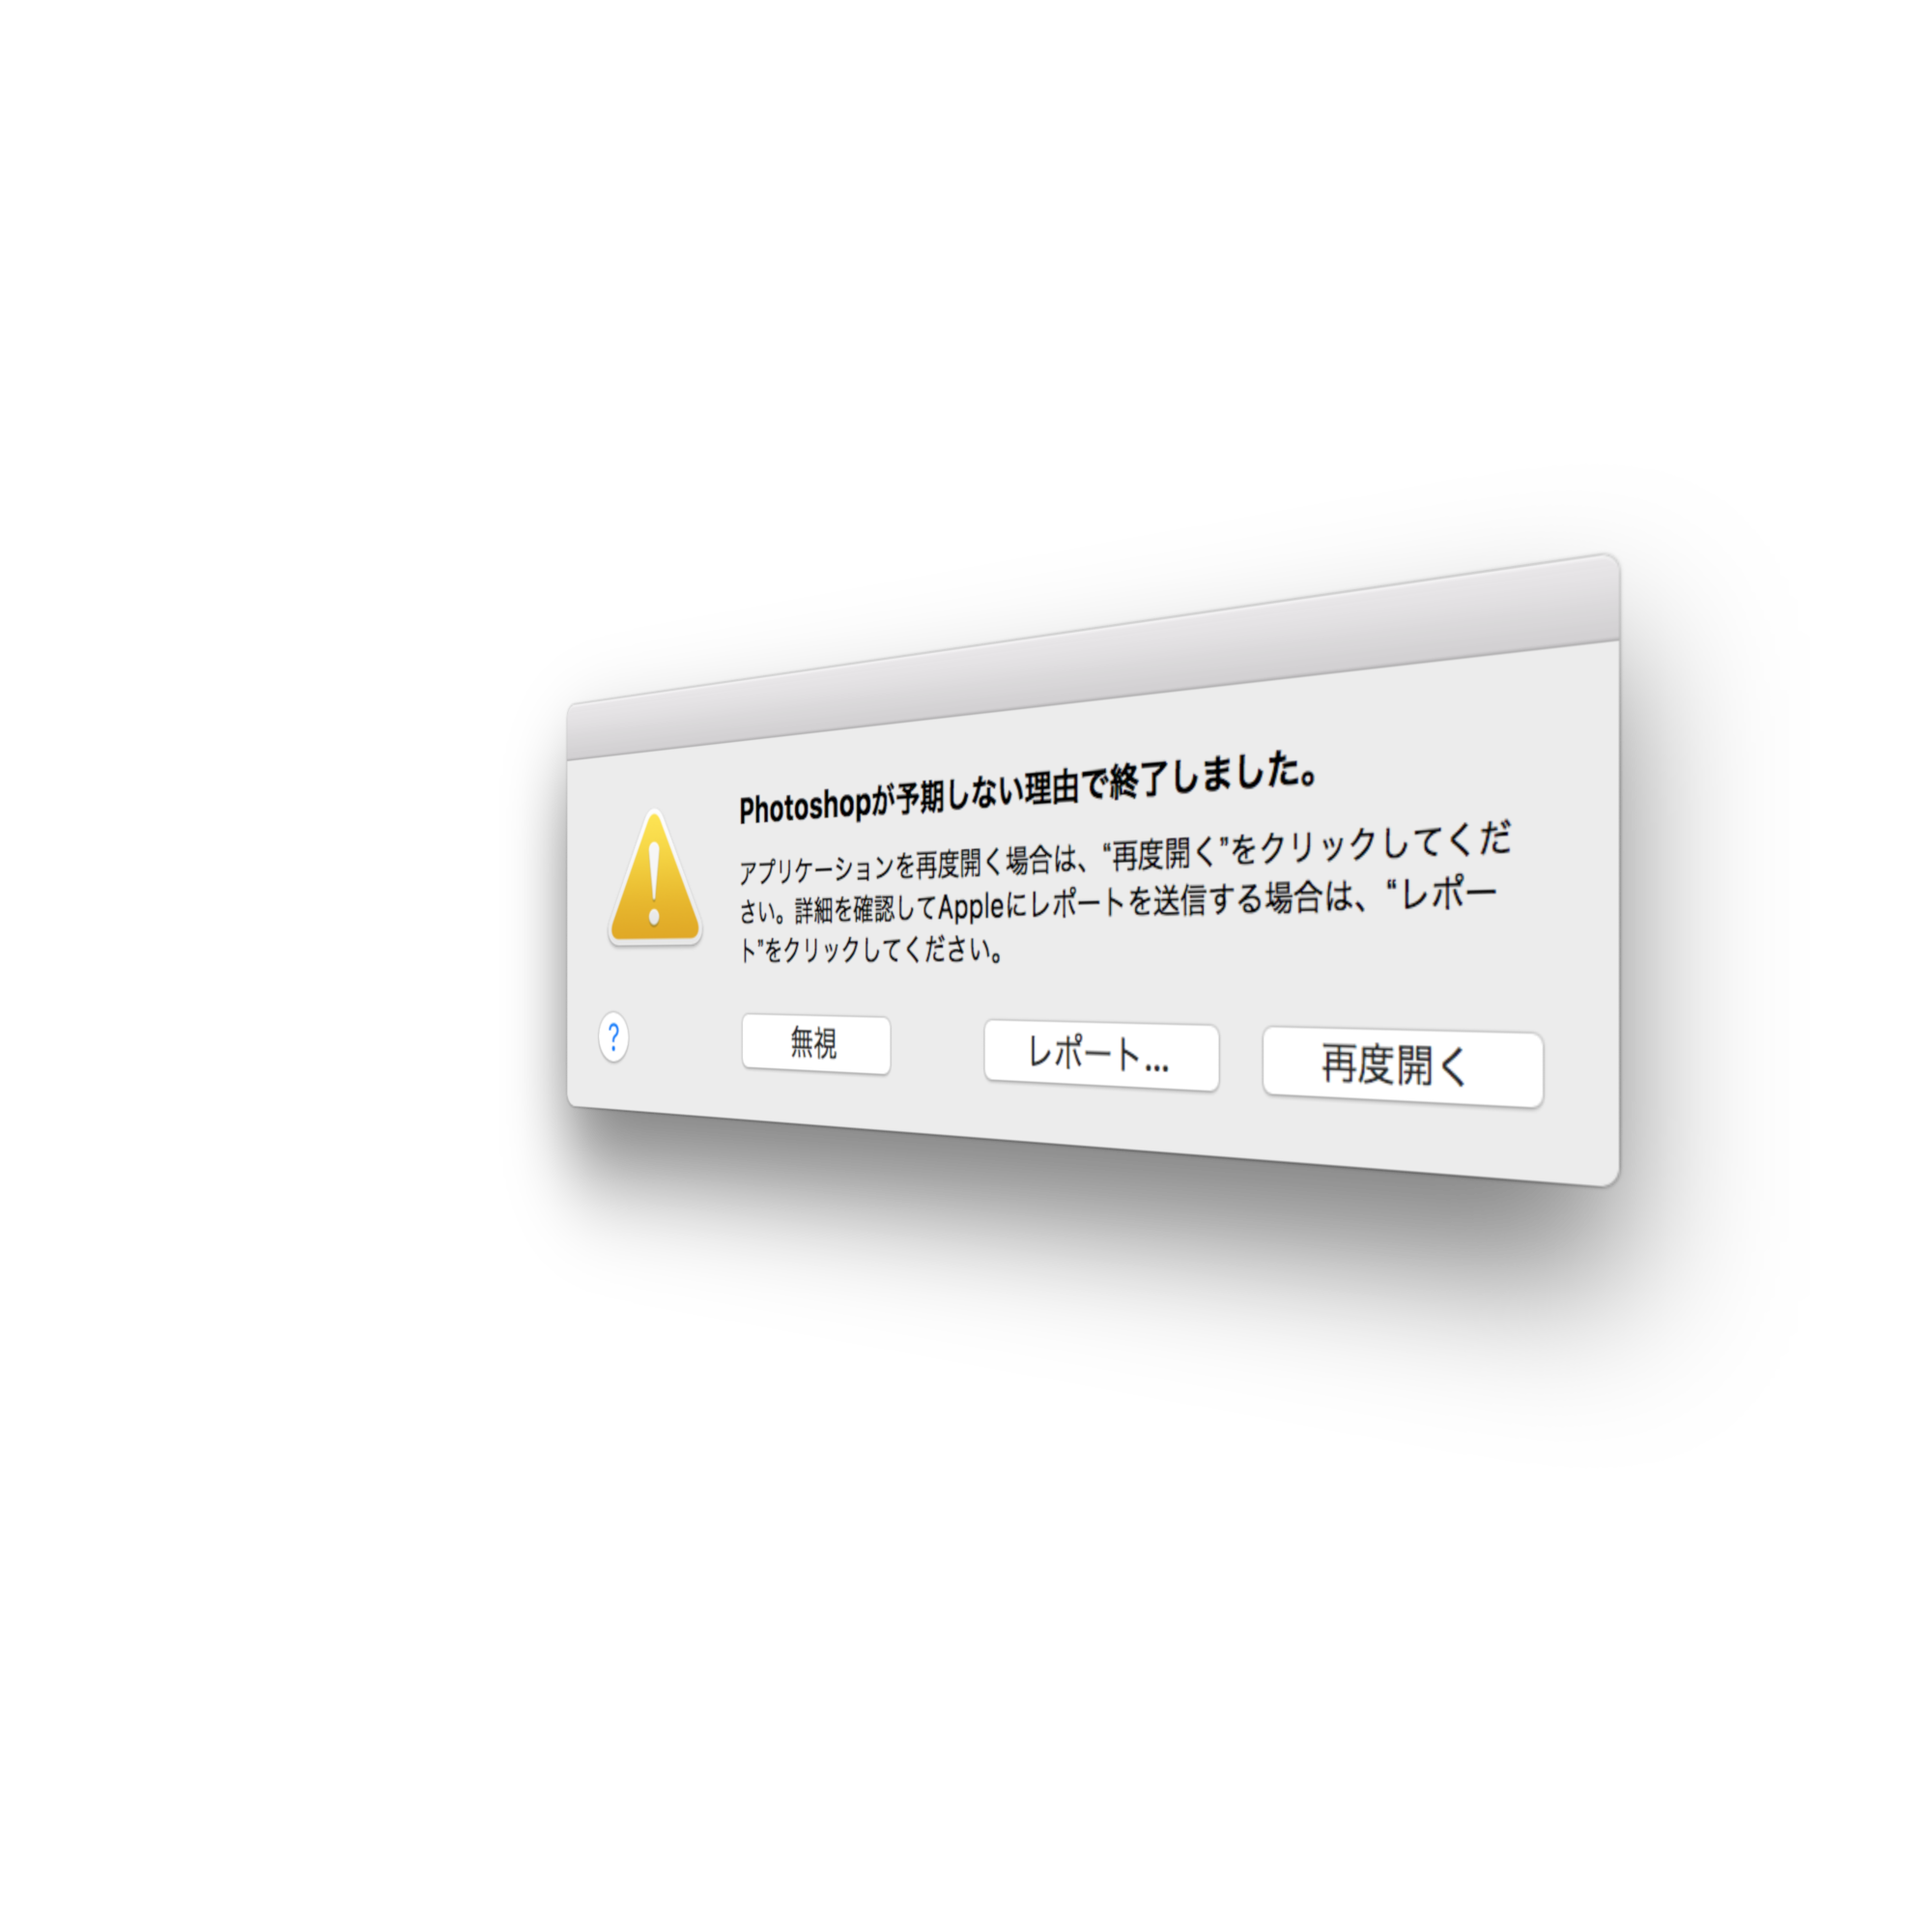 Photoshopが予期しない理由で終了しました。
アプリケーションを再度開く場合は、“再度開く”をクリックしてくだ
さい。詳細を確認してAppleにレポートを送信する場合は、“レポー
ト”をクリックしてください。
?
無視
レポート...
再度開く